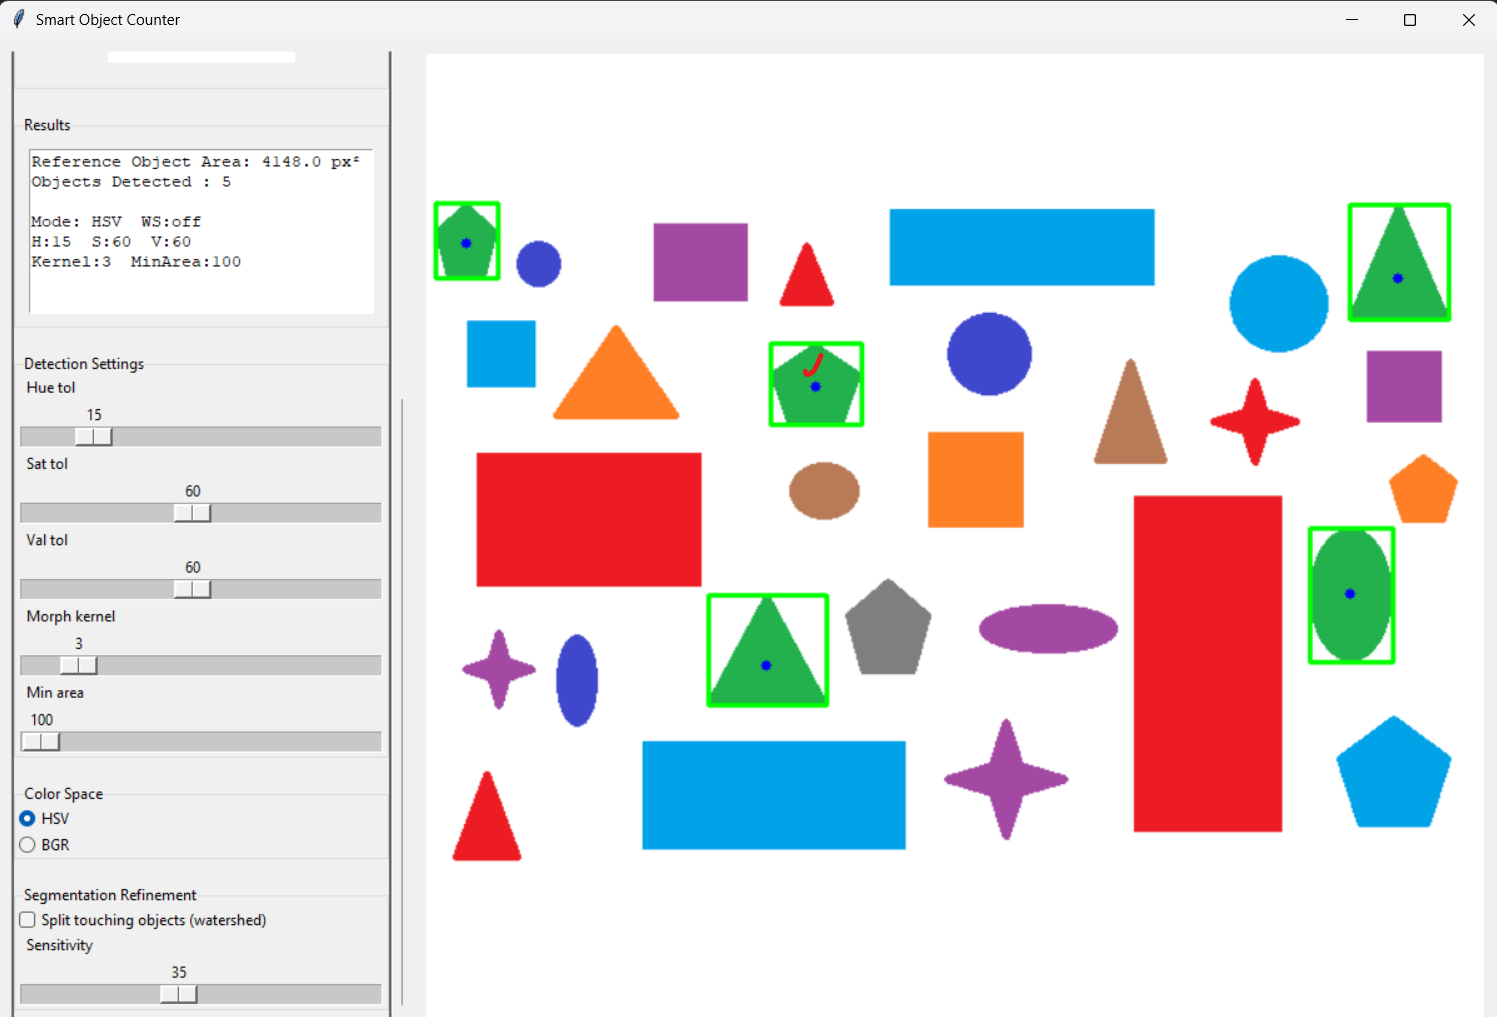 Smart Object Counter
Results
Reference Object Area: 4148.0 px²
Objects Detected : 5
Mode: HSV  WS:off
H:15  S:60  V:60
Kernel:3  MinArea:100
Detection Settings
Hue tol
15
Sat tol
60
Val tol
60
Morph kernel
3
Min area
100
Color Space
HSV
BGR
Segmentation Refinement
Split touching objects (watershed)
Sensitivity
35